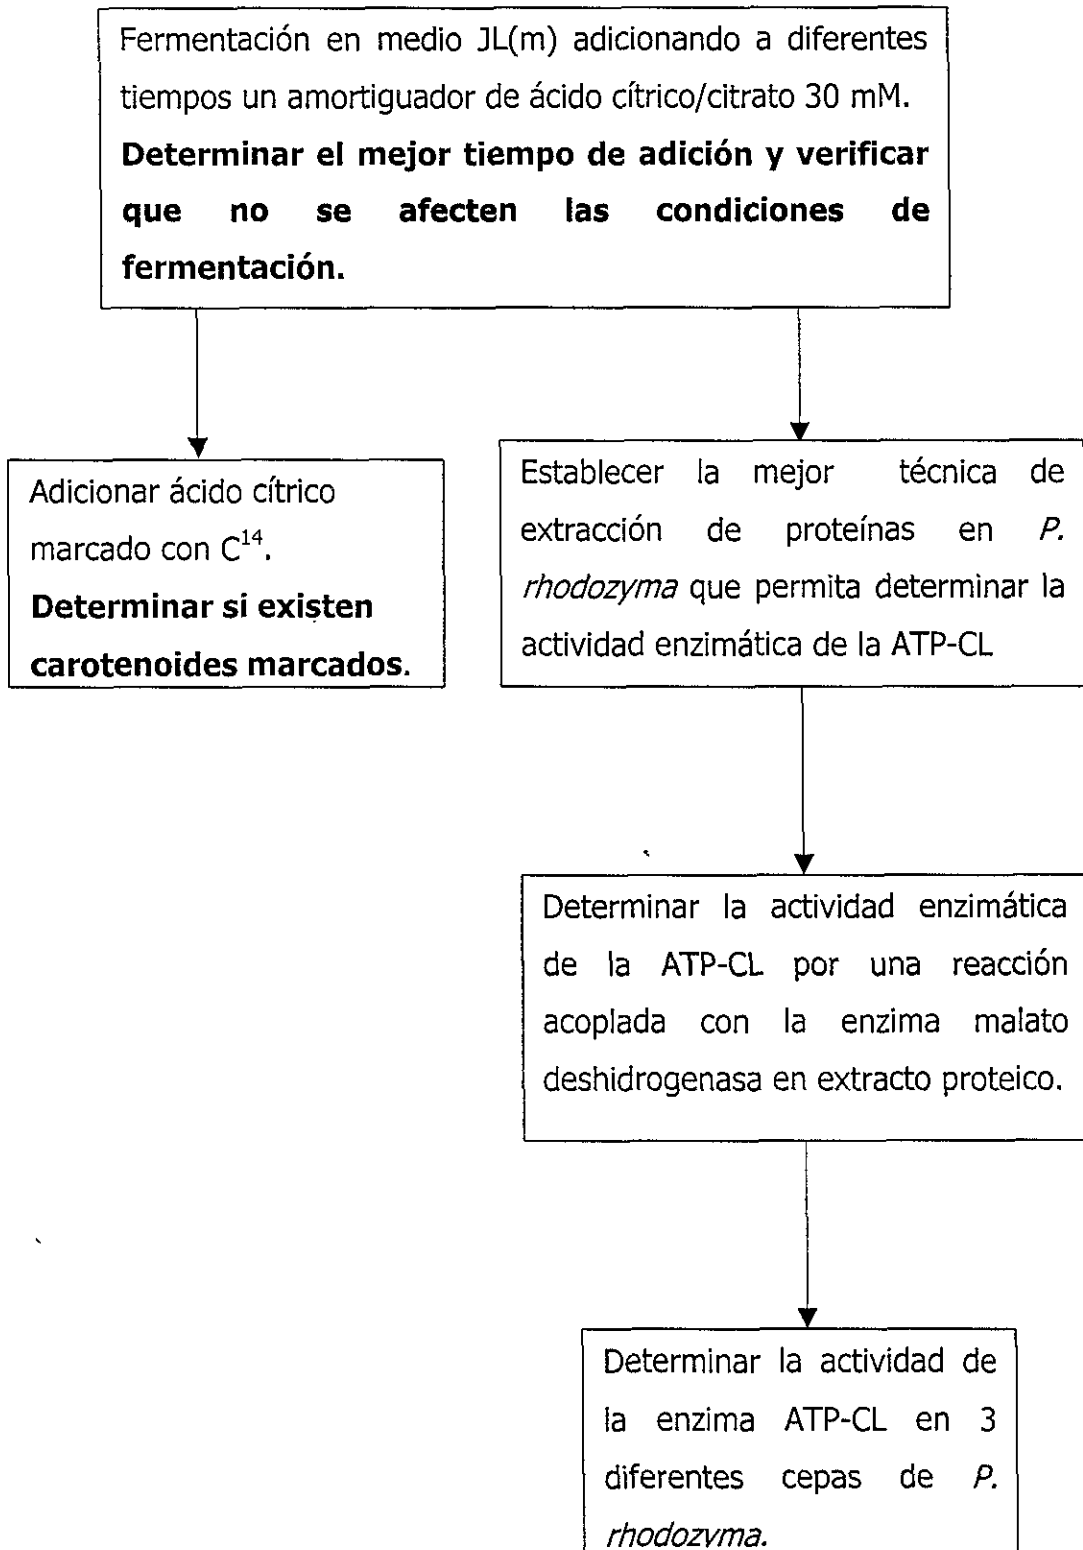 Fermentación en medio JL(m) adicionando a diferentes
tiempos un amortiguador de ácido cítrico/citrato 30 mM.
Determinar el mejor tiempo de adición y verificar
que no se afecten las condiciones de
fermentación.
Adicionar ácido cítrico
marcado con C¹⁴.
Determinar si existen
carotenoides marcados.
Establecer la mejor técnica de
extracción de proteínas en P.
rhodozyma que permita determinar la
actividad enzimática de la ATP-CL
Determinar la actividad enzimática
de la ATP-CL por una reacción
acoplada con la enzima malato
deshidrogenasa en extracto proteico.
Determinar la actividad de
la enzima ATP-CL en 3
diferentes cepas de P.
rhodozyma.